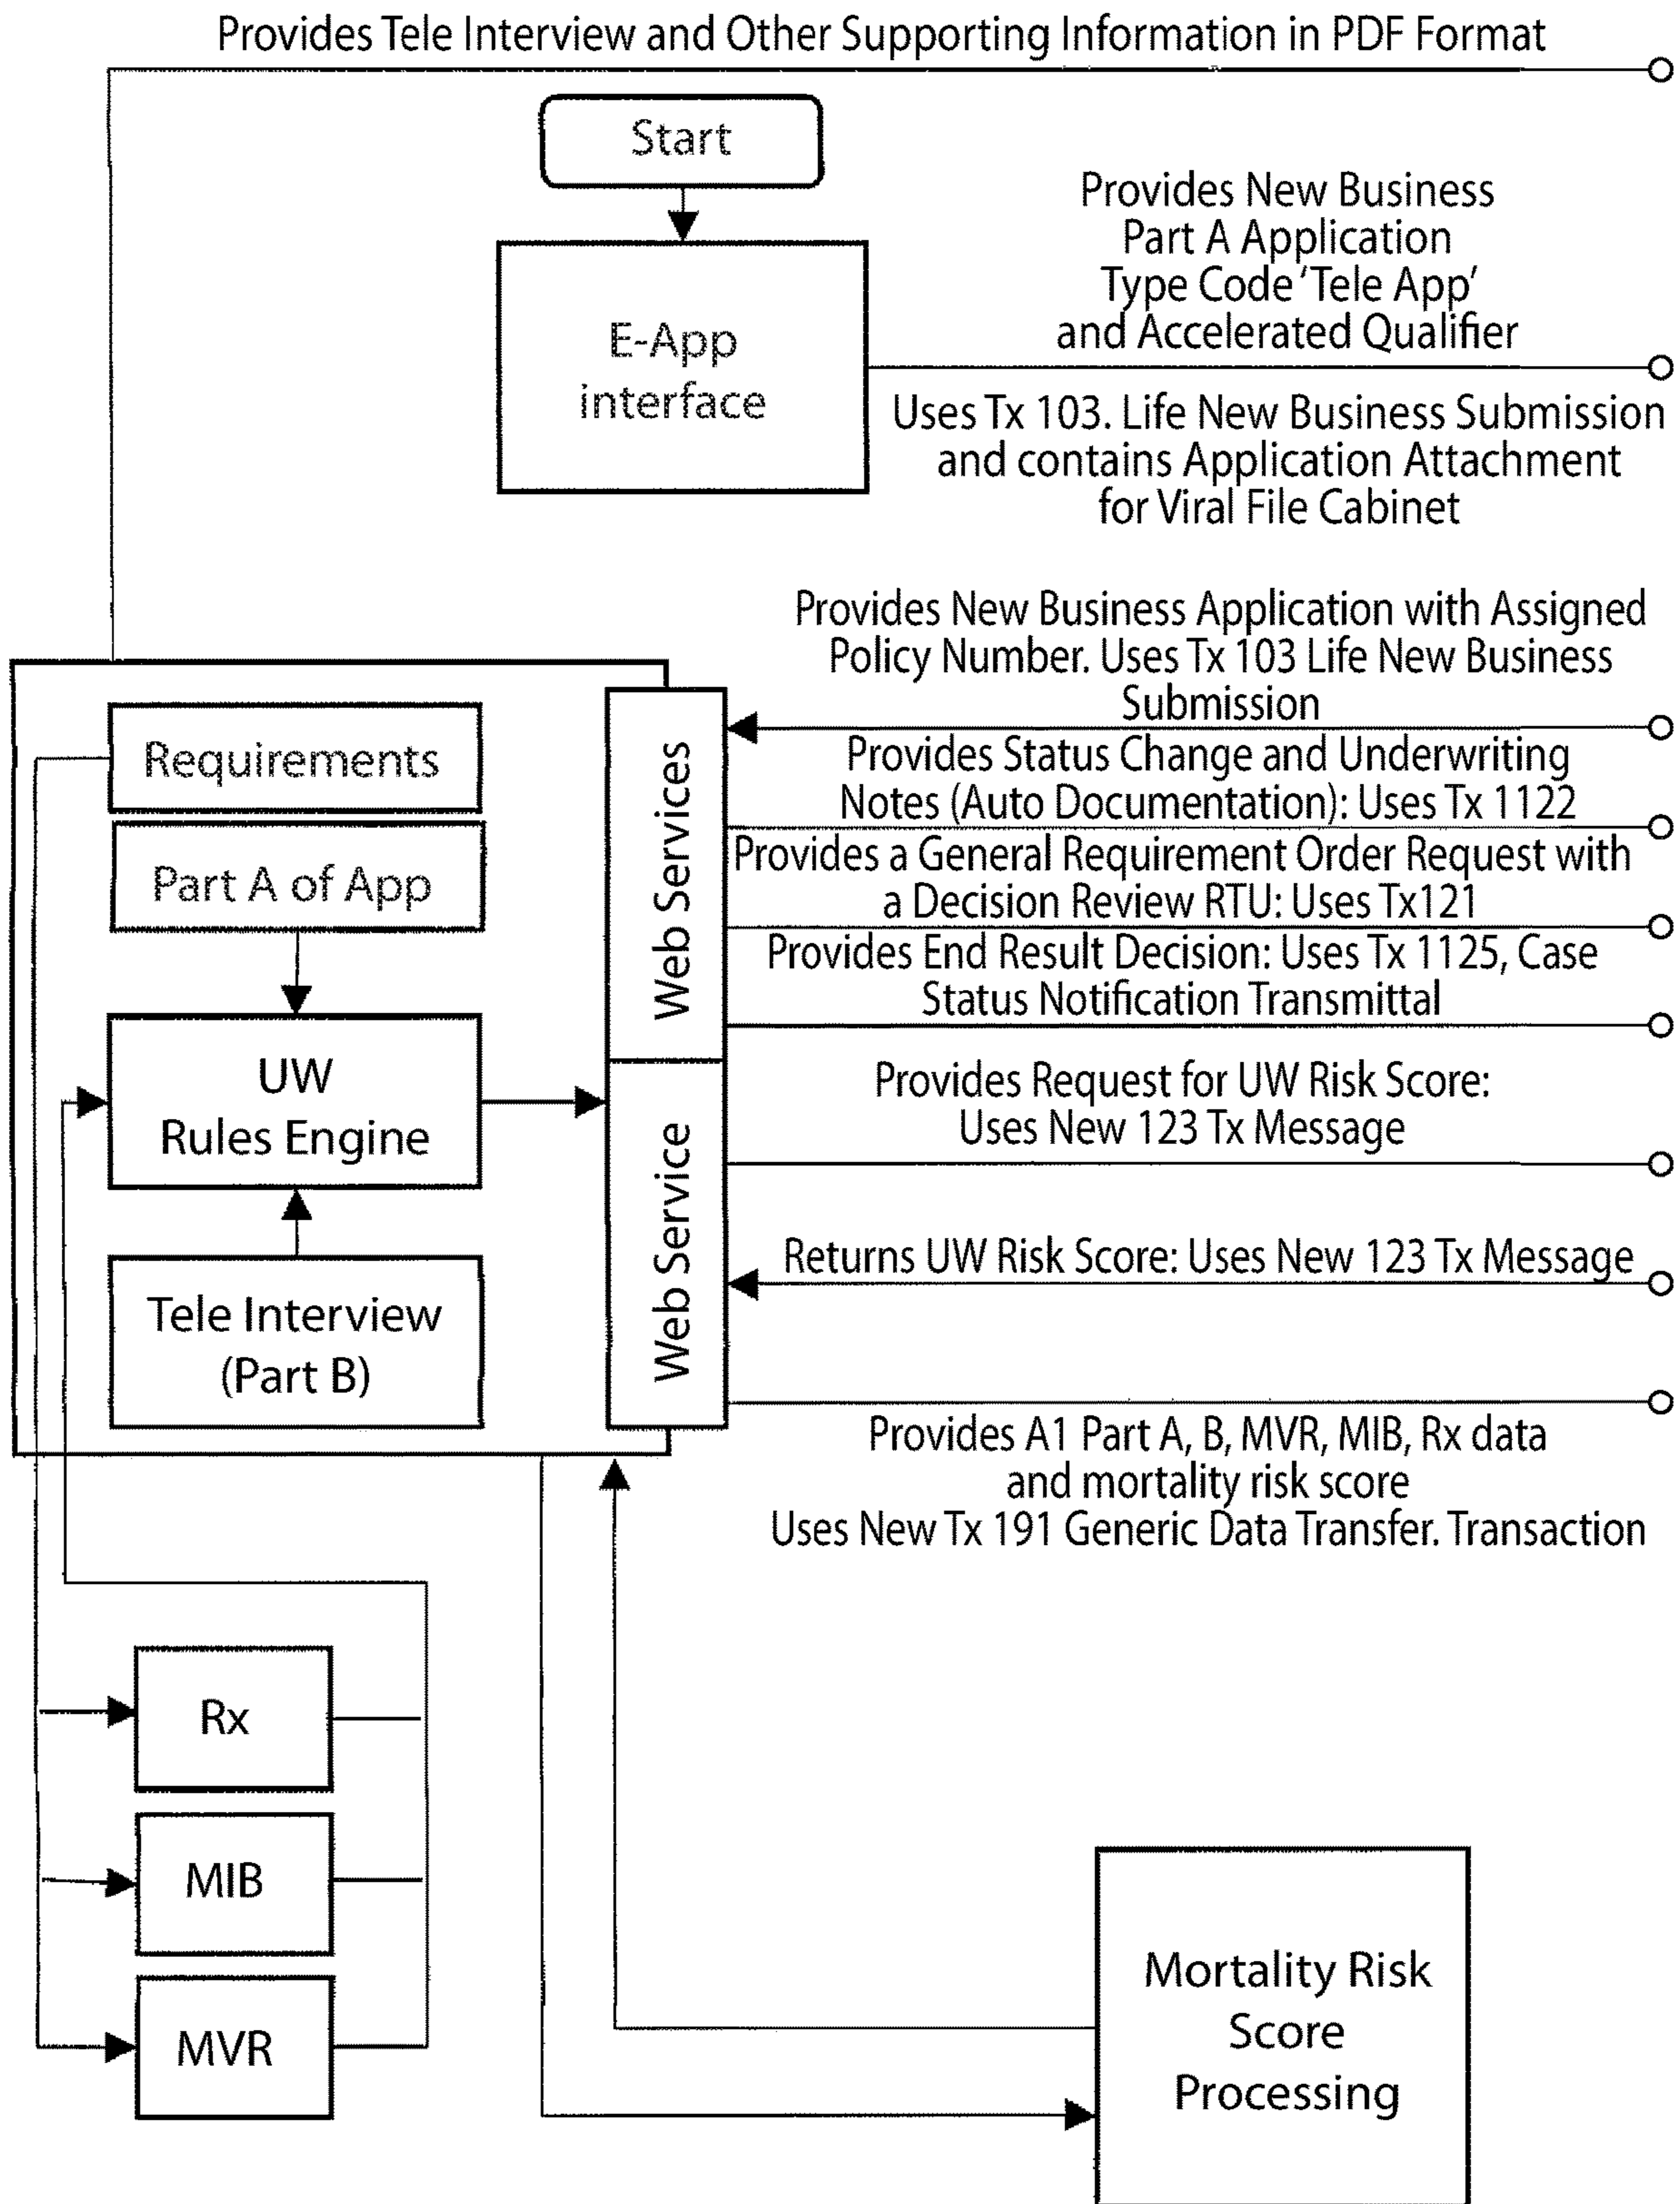 Provides Tele Interview and Other Supporting Information in PDF Format
Start
E-App
interface
Provides New Business
Part A Application
Type Code 'Tele App'
and Accelerated Qualifier
Uses Tx 103. Life New Business Submission
and contains Application Attachment
for Viral File Cabinet
Provides New Business Application with Assigned
Policy Number. Uses Tx 103 Life New Business
Submission
Provides Status Change and Underwriting
Notes (Auto Documentation): Uses Tx 1122
Provides a General Requirement Order Request with
a Decision Review RTU: Uses Tx121
Provides End Result Decision: Uses Tx 1125, Case
Status Notification Transmittal
Provides Request for UW Risk Score:
Uses New 123 Tx Message
Returns UW Risk Score: Uses New 123 Tx Message
Provides A1 Part A, B, MVR, MIB, Rx data
and mortality risk score
Uses New Tx 191 Generic Data Transfer. Transaction
Requirements
Part A of App
UW
Rules Engine
Tele Interview
(Part B)
Web Services
Web Service
Rx
MIB
MVR
Mortality Risk
Score
Processing